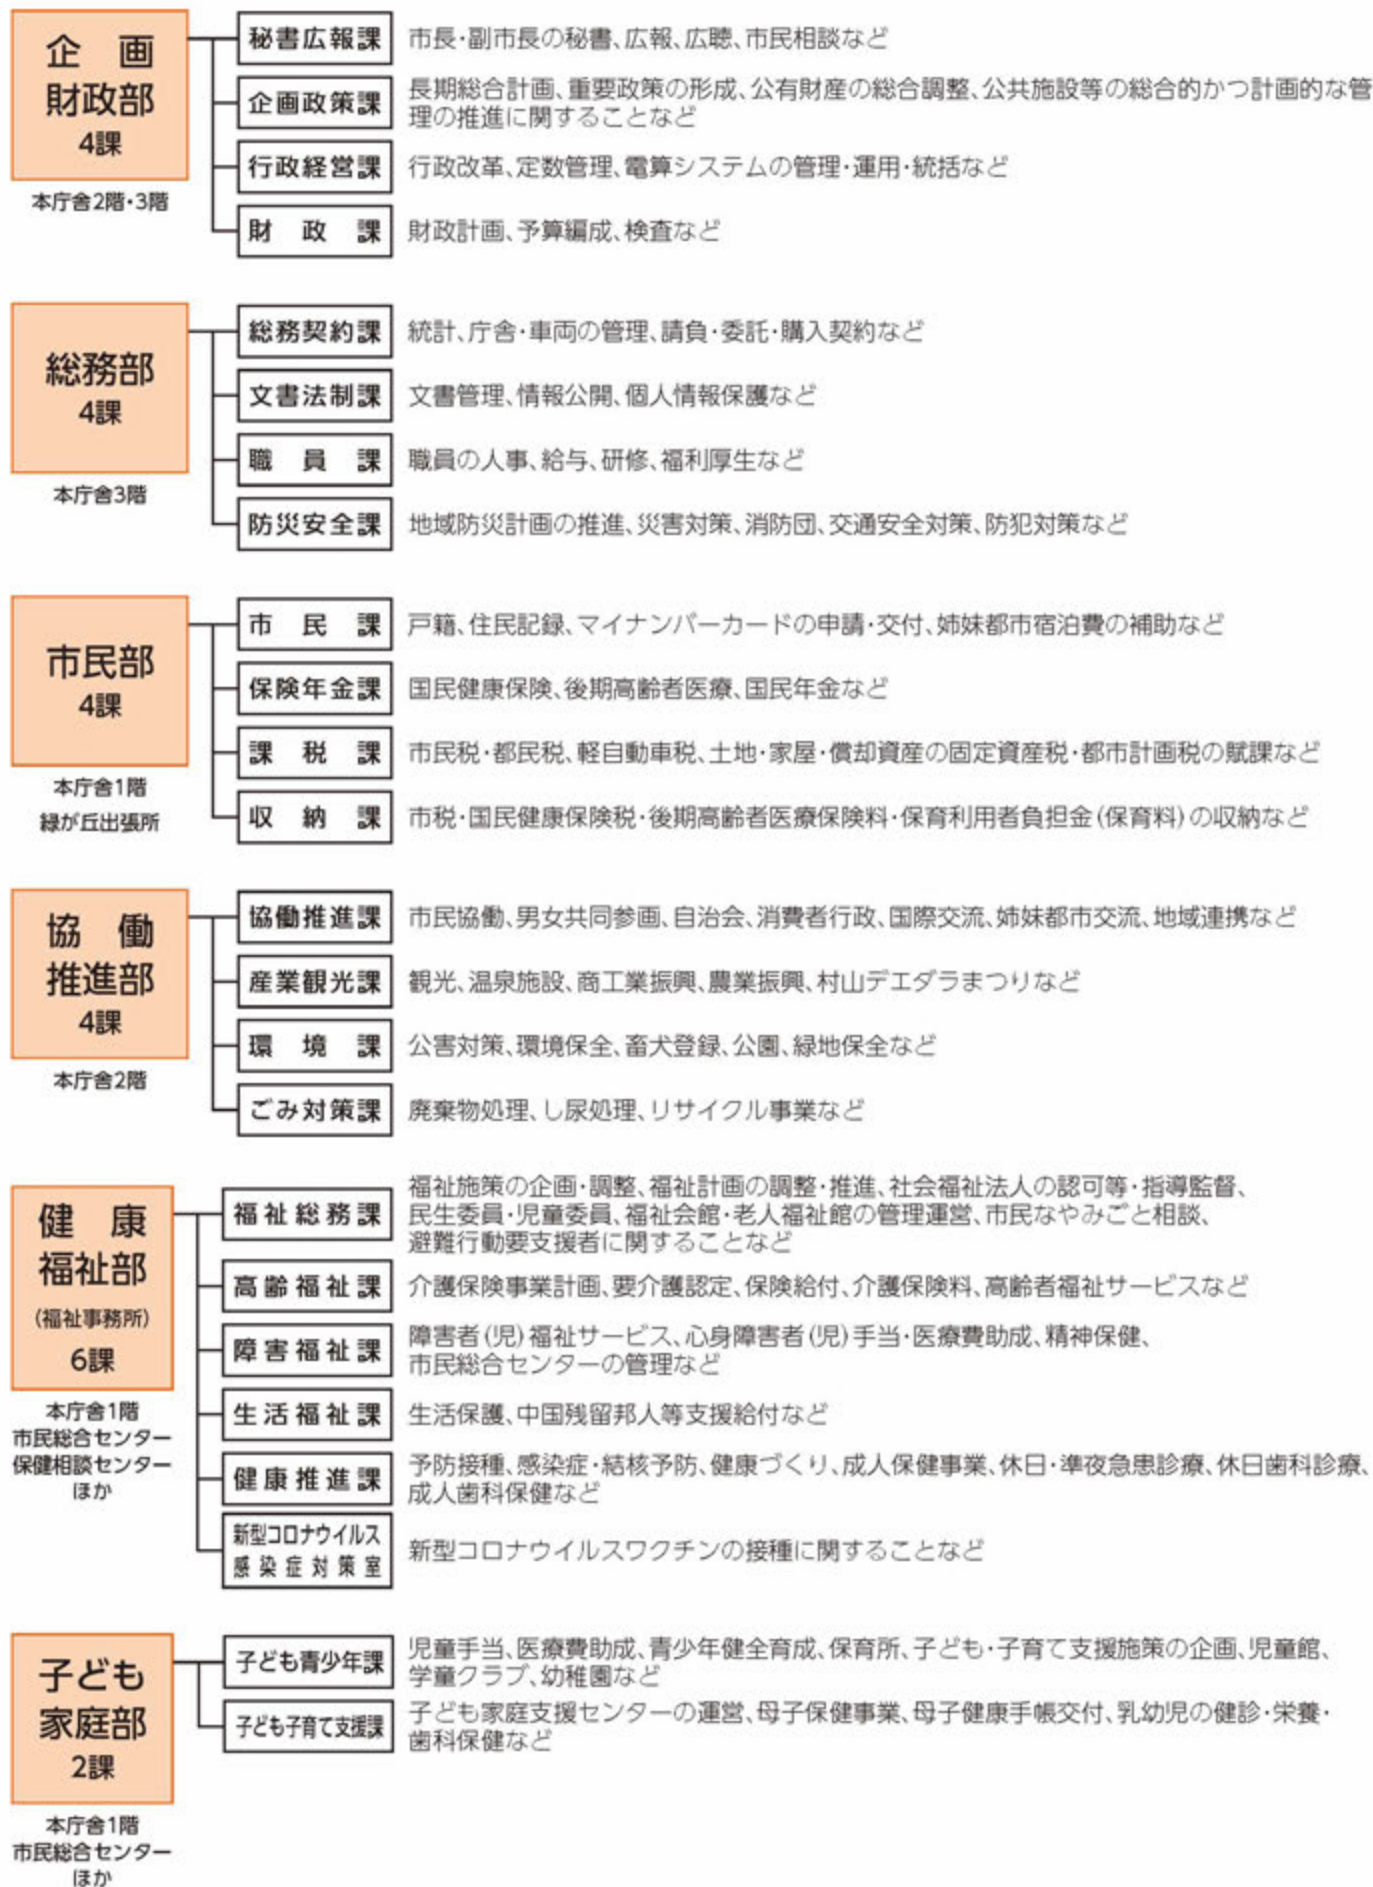 企画
財政部
4課
本庁舎2階・3階
秘書広報課
市長・副市長の秘書、広報、広聴、市民相談など
企画政策課
長期総合計画、重要政策の形成、公有財産の総合調整、公共施設等の総合的かつ計画的な管
理の推進に関することなど
行政経営課
行政改革、定数管理、電算システムの管理・運用・統括など
財政課
財政計画、予算編成、検査など
総務部
4課
本庁舎3階
総務契約課
統計、庁舎・車両の管理、請負・委託・購入契約など
文書法制課
文書管理、情報公開、個人情報保護など
職員課
職員の人事、給与、研修、福利厚生など
防災安全課
地域防災計画の推進、災害対策、消防団、交通安全対策、防犯対策など
市民部
4課
本庁舎1階
緑が丘出張所
市民課
戸籍、住民記録、マイナンバーカードの申請・交付、姉妹都市宿泊費の補助など
保険年金課
国民健康保険、後期高齢者医療、国民年金など
課税課
市民税・都民税、軽自動車税、土地・家屋・償却資産の固定資産税・都市計画税の賦課など
収納課
市税・国民健康保険税・後期高齢者医療保険料・保育利用者負担金(保育料)の収納など
協働
推進部
4課
本庁舎2階
協働推進課
市民協働、男女共同参画、自治会、消費者行政、国際交流、姉妹都市交流、地域連携など
産業観光課
観光、温泉施設、商工業振興、農業振興、村山デエダラまつりなど
環境課
公害対策、環境保全、畜犬登録、公園、緑地保全など
ごみ対策課
廃棄物処理、し尿処理、リサイクル事業など
健康
福祉部
(福祉事務所)
6課
本庁舎1階
市民総合センター
保健相談センター
ほか
福祉総務課
福祉施策の企画・調整、福祉計画の調整・推進、社会福祉法人の認可等・指導監督、
民生委員・児童委員、福祉会館・老人福祉館の管理運営、市民なやみごと相談、
避難行動要支援者に関することなど
高齢福祉課
介護保険事業計画、要介護認定、保険給付、介護保険料、高齢者福祉サービスなど
障害福祉課
障害者(児)福祉サービス、心身障害者(児)手当・医療費助成、精神保健、
市民総合センターの管理など
生活福祉課
生活保護、中国残留邦人等支援給付など
健康推進課
予防接種、感染症・結核予防、健康づくり、成人保健事業、休日・準夜急患診療、休日歯科診療、
成人歯科保健など
新型コロナウイルス
感染症対策室
新型コロナウイルスワクチンの接種に関することなど
子ども
家庭部
2課
本庁舎1階
市民総合センター
ほか
子ども青少年課
児童手当、医療費助成、青少年健全育成、保育所、子ども・子育て支援施策の企画、児童館、
学童クラブ、幼稚園など
子ども子育て支援課
子ども家庭支援センターの運営、母子保健事業、母子健康手帳交付、乳幼児の健診・栄養・
歯科保健など